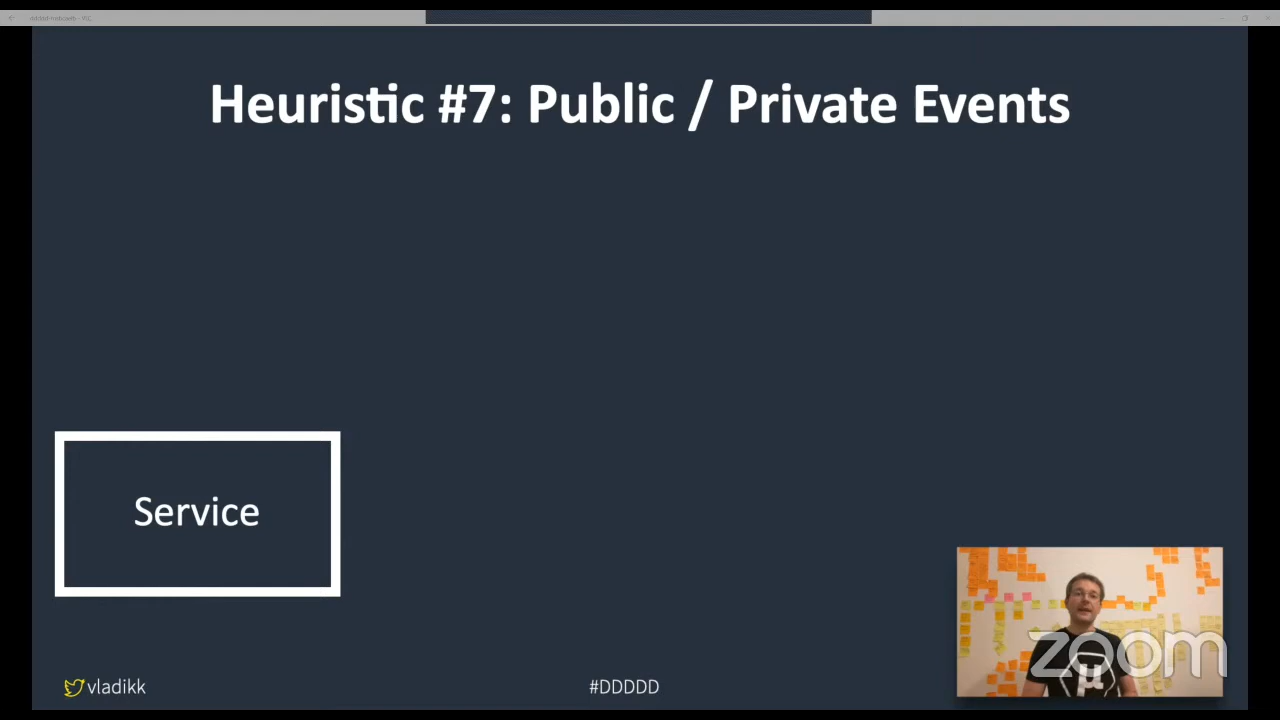 Heuristic #7: Public / Private Events
Service
vladikk
#DDDDD
zoom
µ